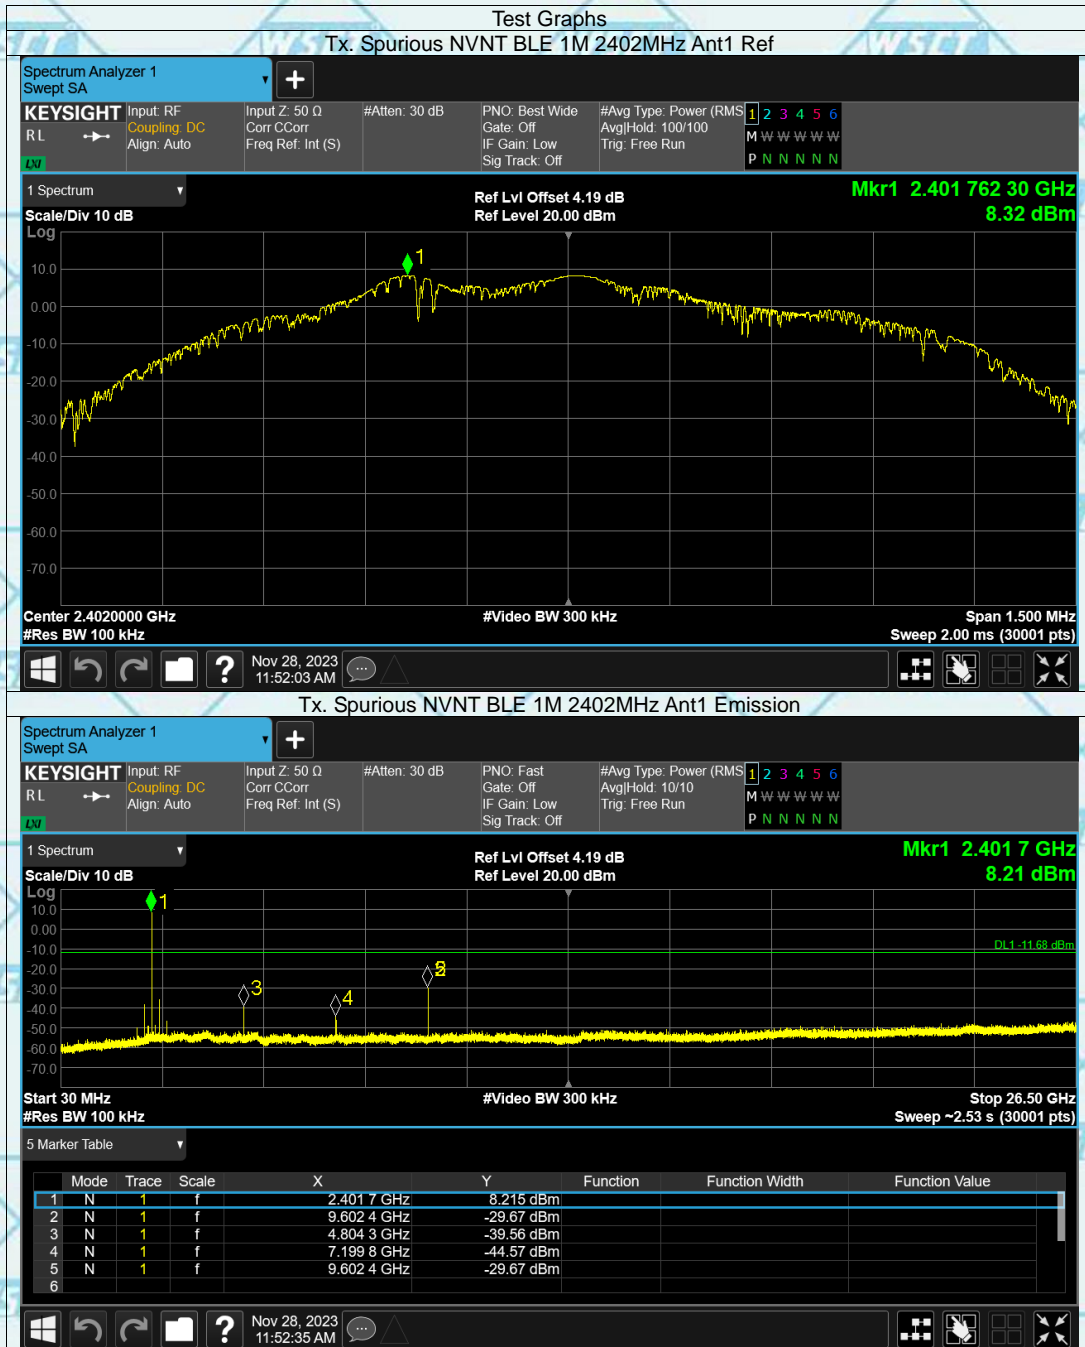 Test Graphs
Tx. Spurious NVNT BLE 1M 2402MHz Ant1 Ref
Spectrum Analyzer 1
Swept SA
+
KEYSIGHT
RL
LXI
Input: RF
Coupling: DC
Align: Auto
Input Z: 50 Ω
Corr CCorr
Freq Ref: Int (S)
#Atten: 30 dB
PNO: Best Wide
Gate: Off
IF Gain: Low
Sig Track: Off
#Avg Type: Power (RMS
Avg|Hold: 100/100
Trig: Free Run
1 2 3 4 5 6
M W W W W W
P N N N N N
1 Spectrum
Scale/Div 10 dB
Ref Lvl Offset 4.19 dB
Ref Level 20.00 dBm
Mkr1 2.401 762 30 GHz
8.32 dBm
Log
1
10.0
0.00
-10.0
-20.0
-30.0
-40.0
-50.0
-60.0
-70.0
Center 2.4020000 GHz
#Video BW 300 kHz
Span 1.500 MHz
#Res BW 100 kHz
Sweep 2.00 ms (30001 pts)
?
Nov 28, 2023
11:52:03 AM
Tx. Spurious NVNT BLE 1M 2402MHz Ant1 Emission
Spectrum Analyzer 1
Swept SA
+
KEYSIGHT
RL
LXI
Input: RF
Coupling: DC
Align: Auto
Input Z: 50 Ω
Corr CCorr
Freq Ref: Int (S)
#Atten: 30 dB
PNO: Fast
Gate: Off
IF Gain: Low
Sig Track: Off
#Avg Type: Power (RMS
Avg|Hold: 10/10
Trig: Free Run
1 2 3 4 5 6
M W W W W W
P N N N N N
1 Spectrum
Scale/Div 10 dB
Ref Lvl Offset 4.19 dB
Ref Level 20.00 dBm
Mkr1 2.401 7 GHz
8.21 dBm
Log
1
10.0
0.00
-10.0
DL1 -11.68 dBm
-20.0
3
4
-30.0
-40.0
-50.0
-60.0
-70.0
Start 30 MHz
#Video BW 300 kHz
Stop 26.50 GHz
#Res BW 100 kHz
Sweep ~2.53 s (30001 pts)
5 Marker Table
Mode Trace Scale X Y Function Function Width Function Value
1 N 1 f 2.401 7 GHz 8.215 dBm
2 N 1 f 9.602 4 GHz -29.67 dBm
3 N 1 f 4.804 3 GHz -39.56 dBm
4 N 1 f 7.199 8 GHz -44.57 dBm
5 N 1 f 9.602 4 GHz -29.67 dBm
6
?
Nov 28, 2023
11:52:35 AM